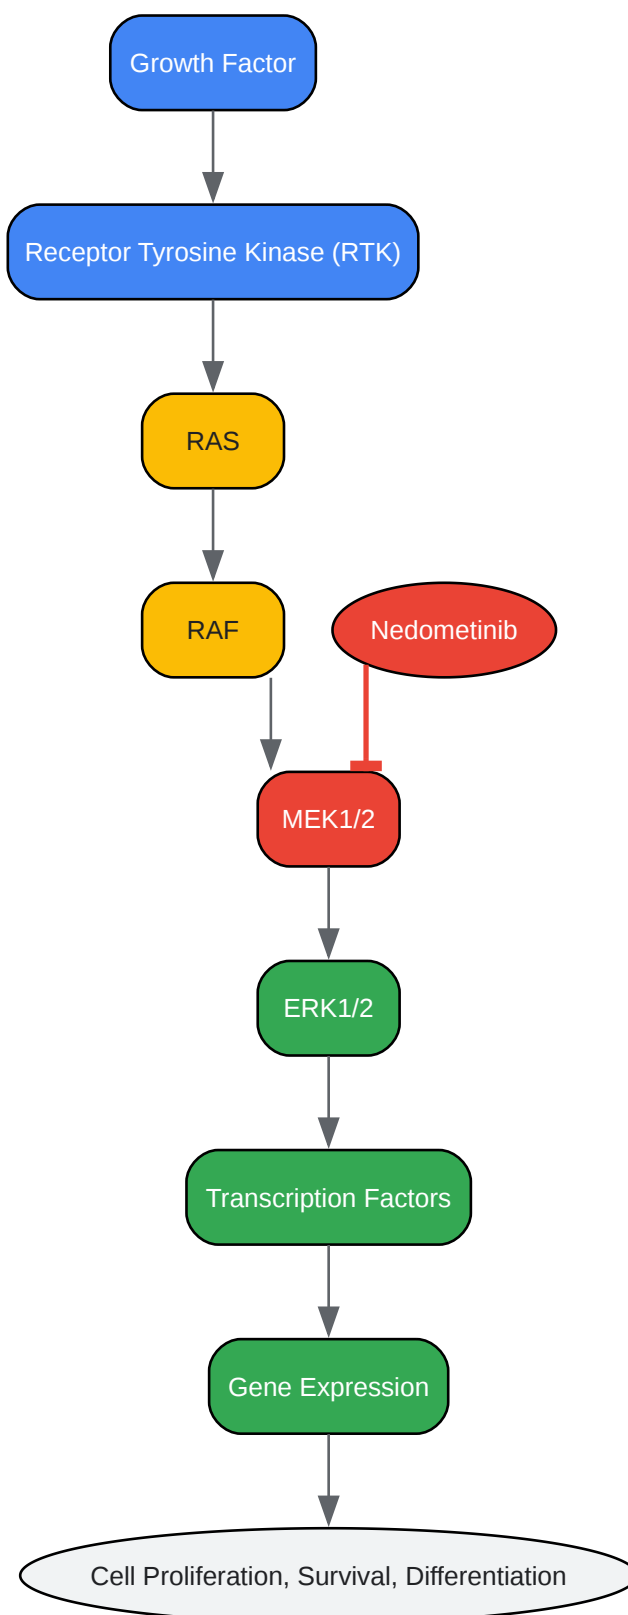 Growth Factor
Receptor Tyrosine Kinase (RTK)
RAS
RAF
Nedometinib
MEK1/2
ERK1/2
Transcription Factors
Gene Expression
Cell Proliferation, Survival, Differentiation